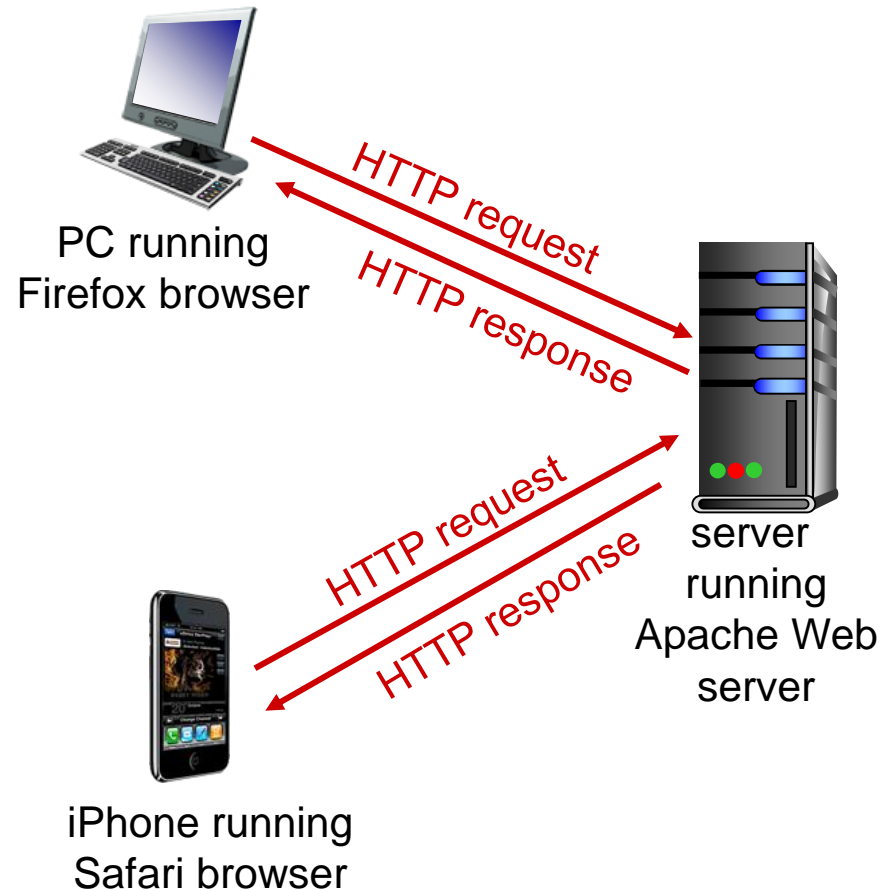 HTTP request
HTTP response
PC running
Firefox browser
HTTP request
HTTP response
server
running
Apache Web
server
iPhone running
Safari browser